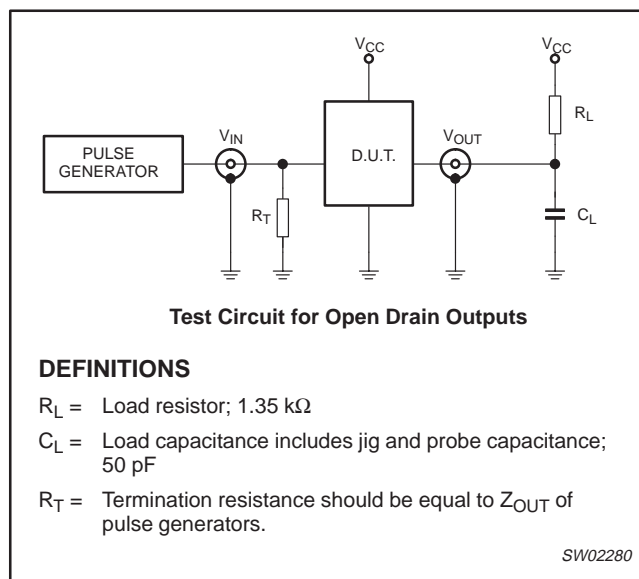 VCC
VCC
RL
VIN
VOUT
PULSE
GENERATOR
D.U.T.
RT
CL
Test Circuit for Open Drain Outputs
DEFINITIONS
RL = Load resistor; 1.35 kΩ
CL = Load capacitance includes jig and probe capacitance;
50 pF
RT = Termination resistance should be equal to ZOUT of
pulse generators.
SW02280